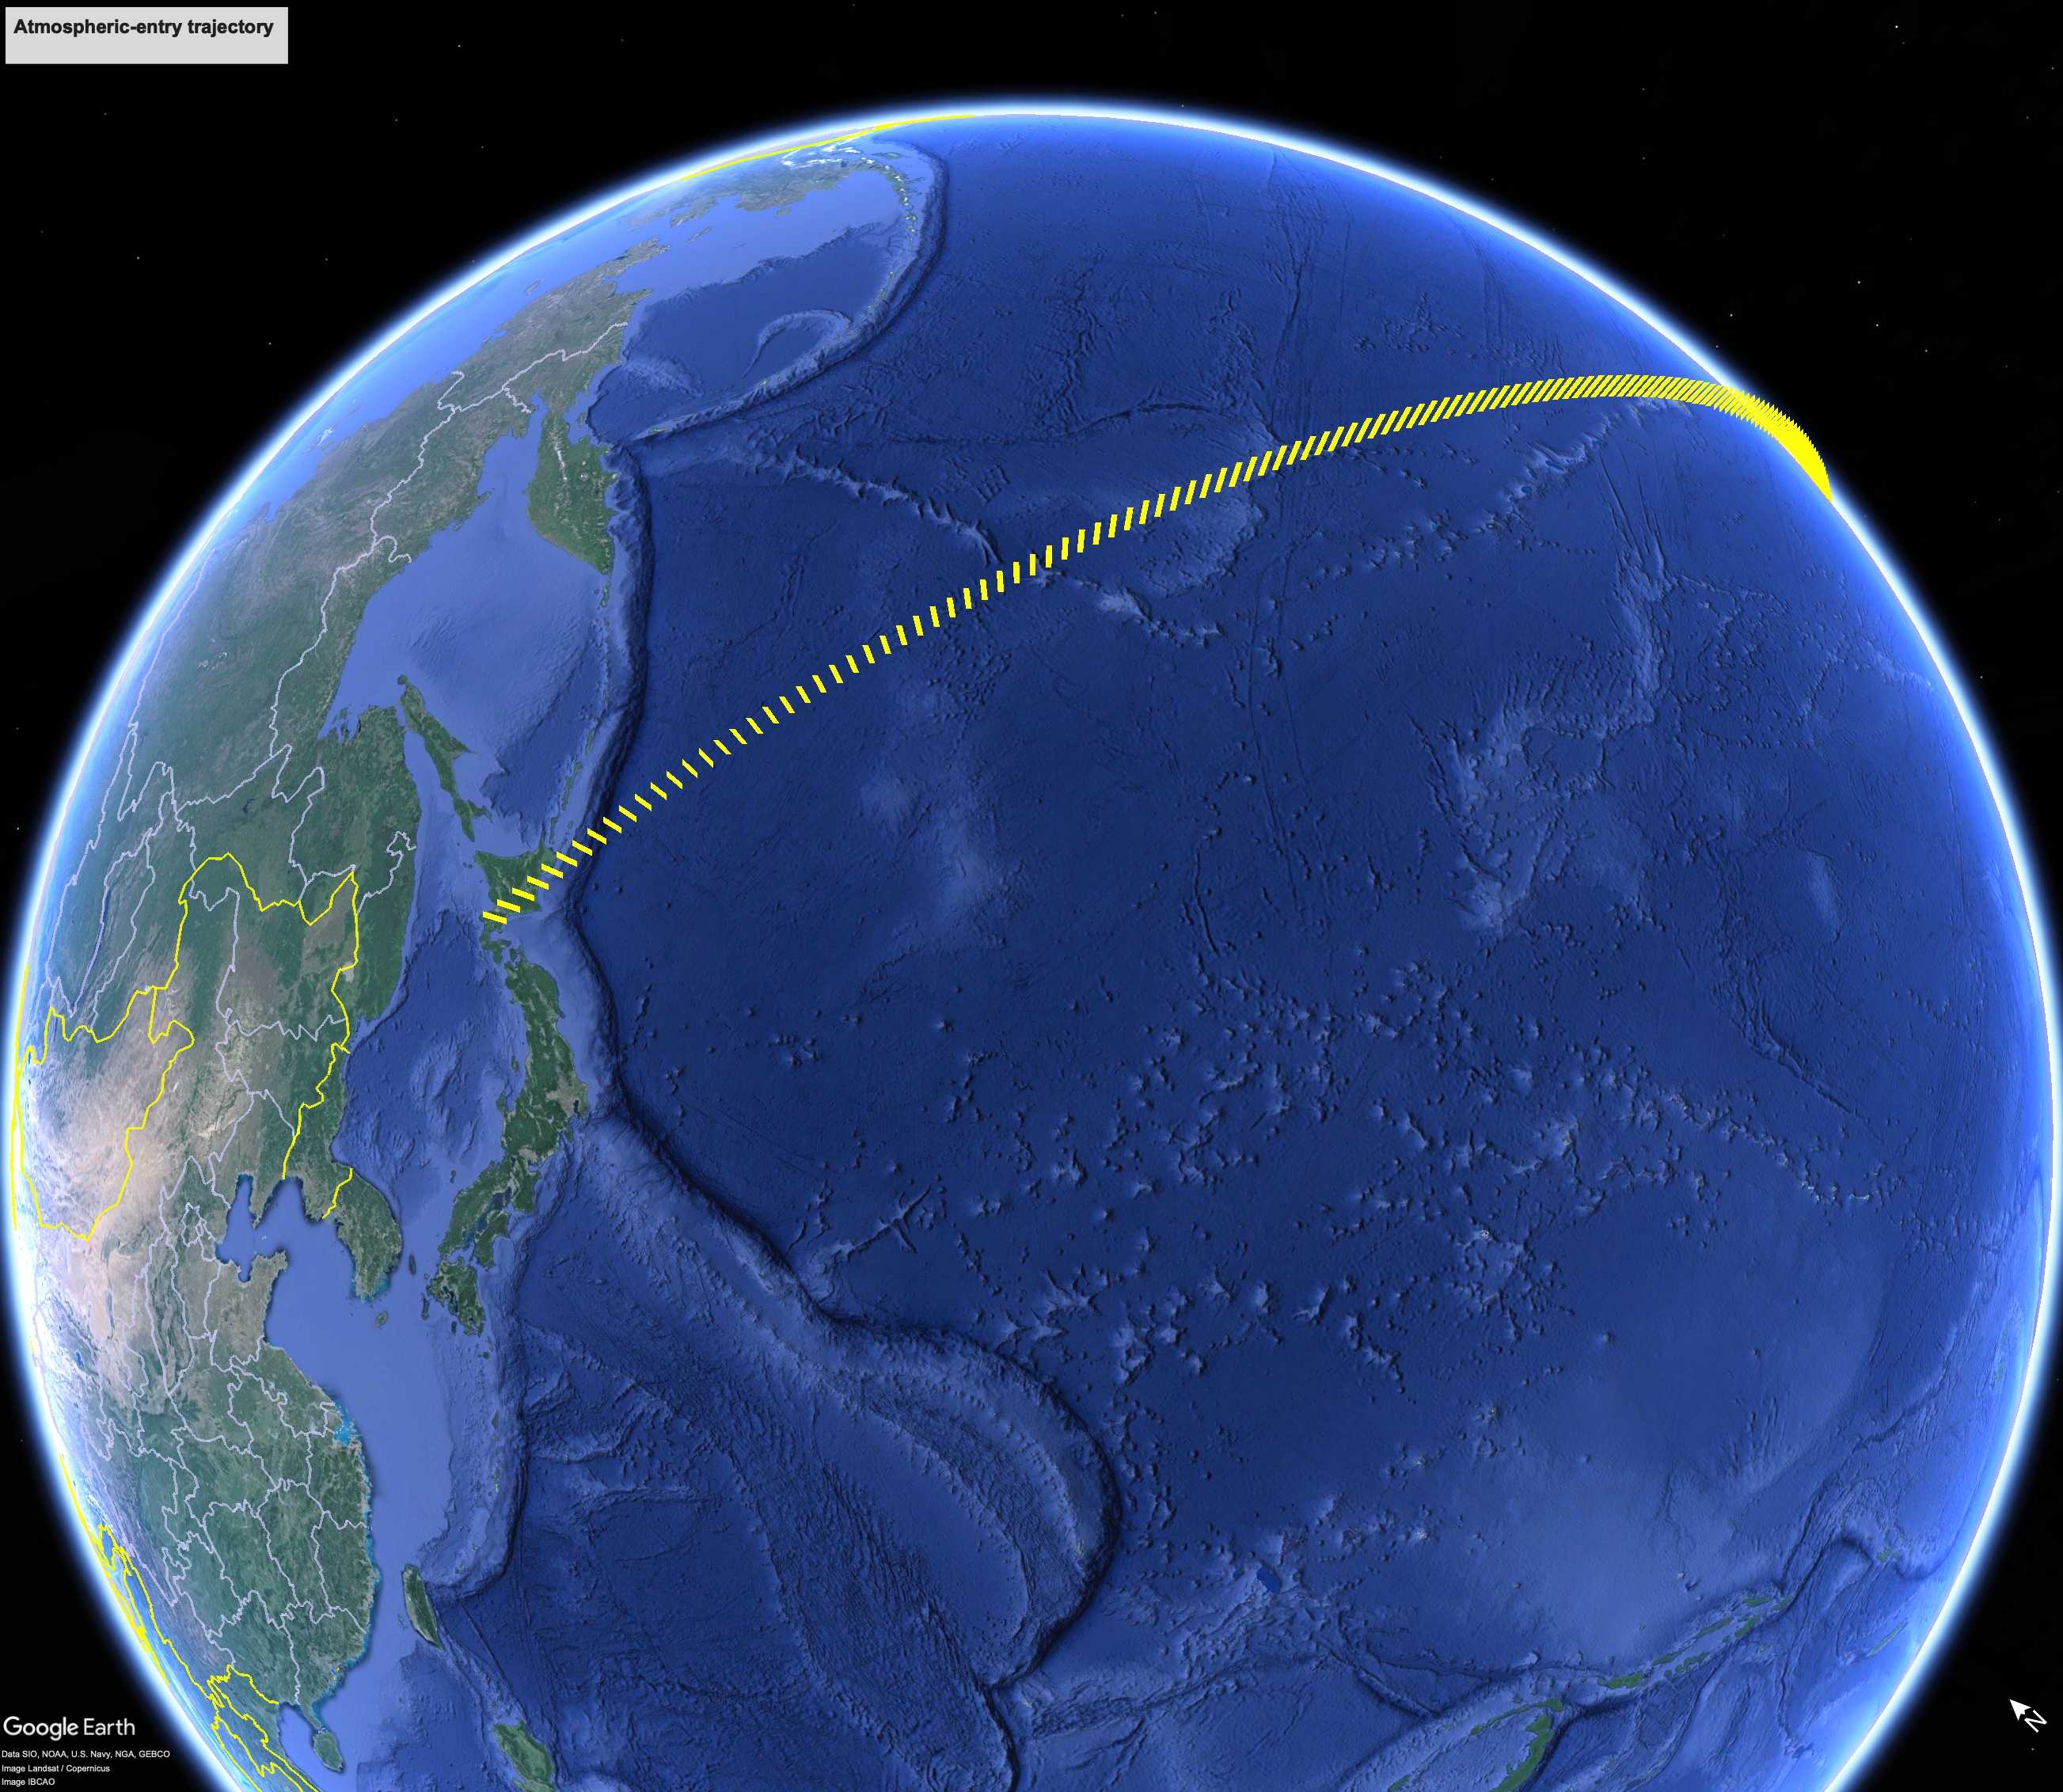 Atmospheric-entry trajectory
N
Google Earth
Data SIO, NOAA, U.S. Navy, NGA, GEBCO
Image Landsat / Copernicus
Image IBCAO